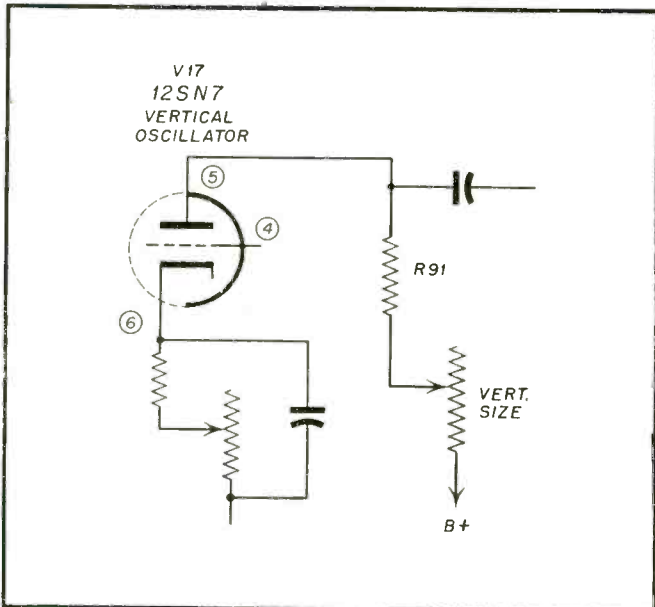 V17
12SN7
VERTICAL
OSCILLATOR
5
4
R91
6
VERT.
SIZE
B+